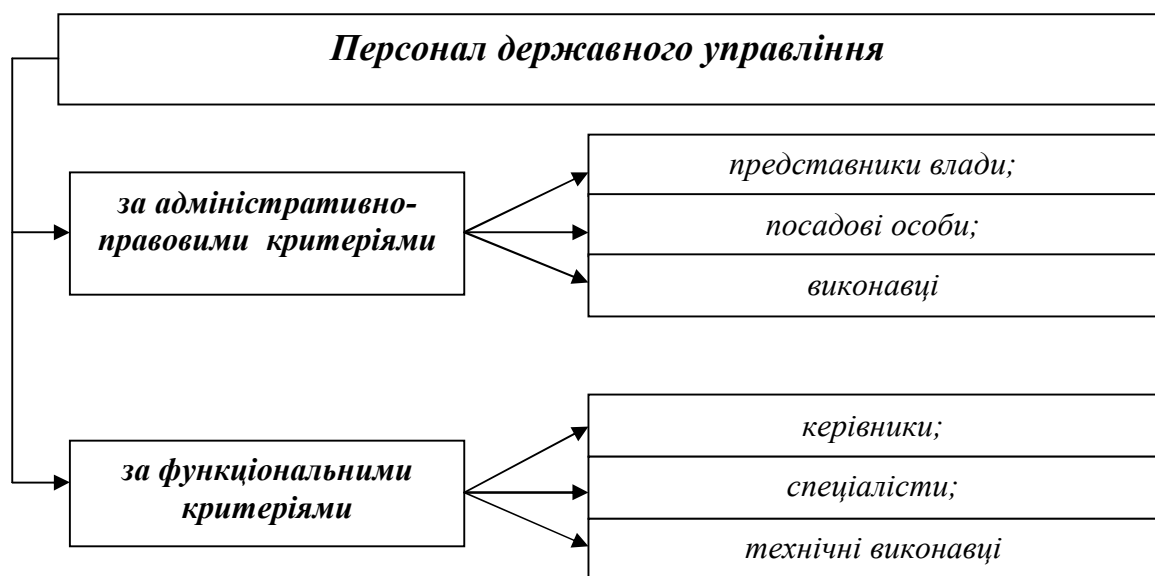 Персонал державного управління
за адміністративно-
правовими критеріями
представники влади;
посадові особи;
виконавці
за функціональними
критеріями
керівники;
спеціалісти;
технічні виконавці